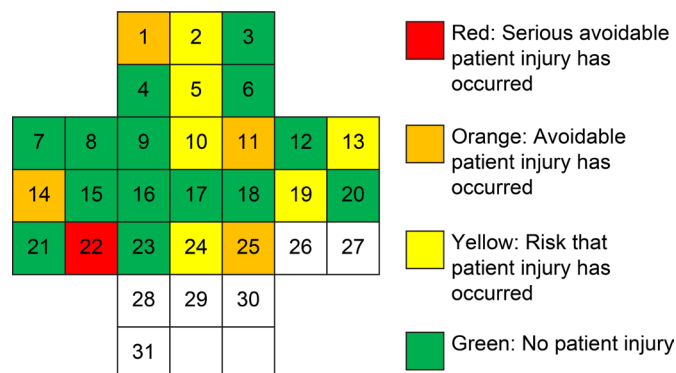 1 2 3
4 5 6
7 8 9 10 11 12 13
14 15 16 17 18 19 20
21 22 23 24 25 26 27
28 29 30
31
Red: Serious avoidable
patient injury has
occurred
Orange: Avoidable
patient injury has
occurred
Yellow: Risk that
patient injury has
occurred
Green: No patient injury